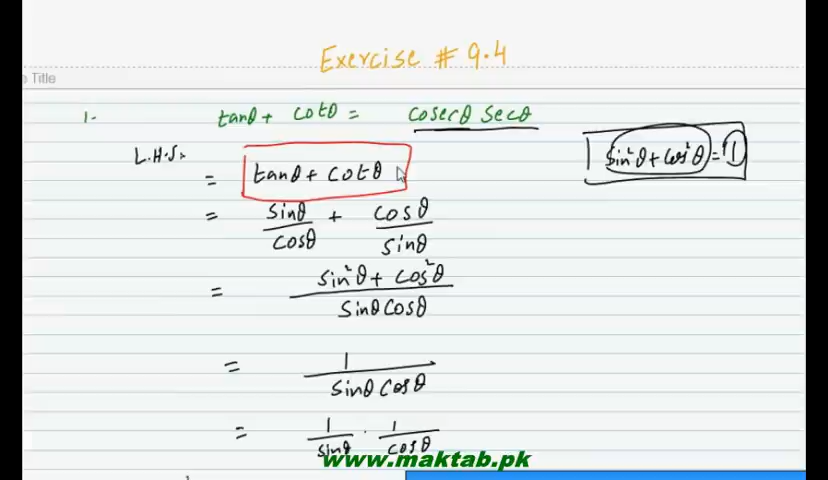 Exercise # 9.4
Title
1. tanθ + cotθ = cosecθ secθ
L.H.S.
= tanθ + cotθ
sin²θ + cos²θ = 1
= sinθ/cosθ + cosθ/sinθ
= sin²θ + cos²θ / sinθ cosθ
= 1 / sinθ cosθ
= 1/sinθ . 1/cosθ
www.maktab.pk